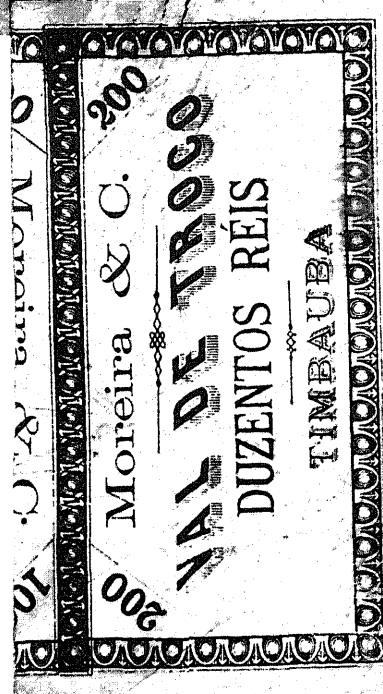 200 200
Moreira & C.
VAL DE TROCO
DUZENTOS RÉIS
TIMBAUBA
Moreira & C.